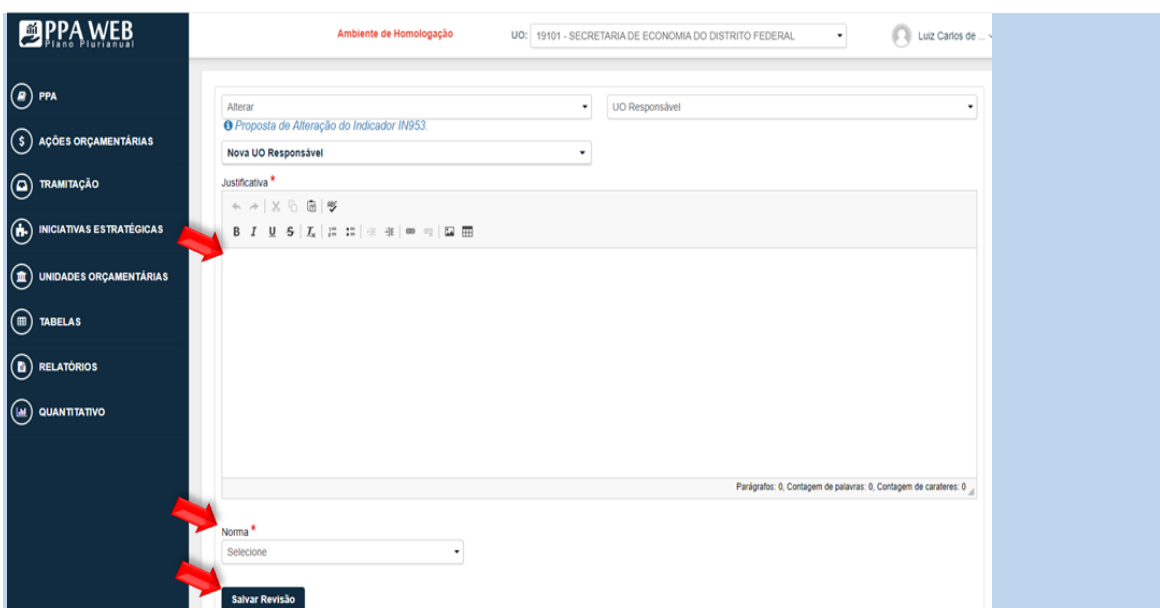 PPA WEB
Plano Plurianual
Ambiente de Homologação
UO: 19101 - SECRETARIA DE ECONOMIA DO DISTRITO FEDERAL
Luiz Carlos de ...
PPA
AÇÕES ORÇAMENTÁRIAS
TRAMITAÇÃO
INICIATIVAS ESTRATÉGICAS
UNIDADES ORÇAMENTÁRIAS
TABELAS
RELATÓRIOS
QUANTITATIVO
Alterar
UO Responsável
Proposta de Alteração do Indicador IN953.
Nova UO Responsável
Justificativa *
B I U S Tx
Parágrafos: 0, Contagem de palavras: 0, Contagem de carateres: 0
Norma *
Selecione
Salvar Revisão